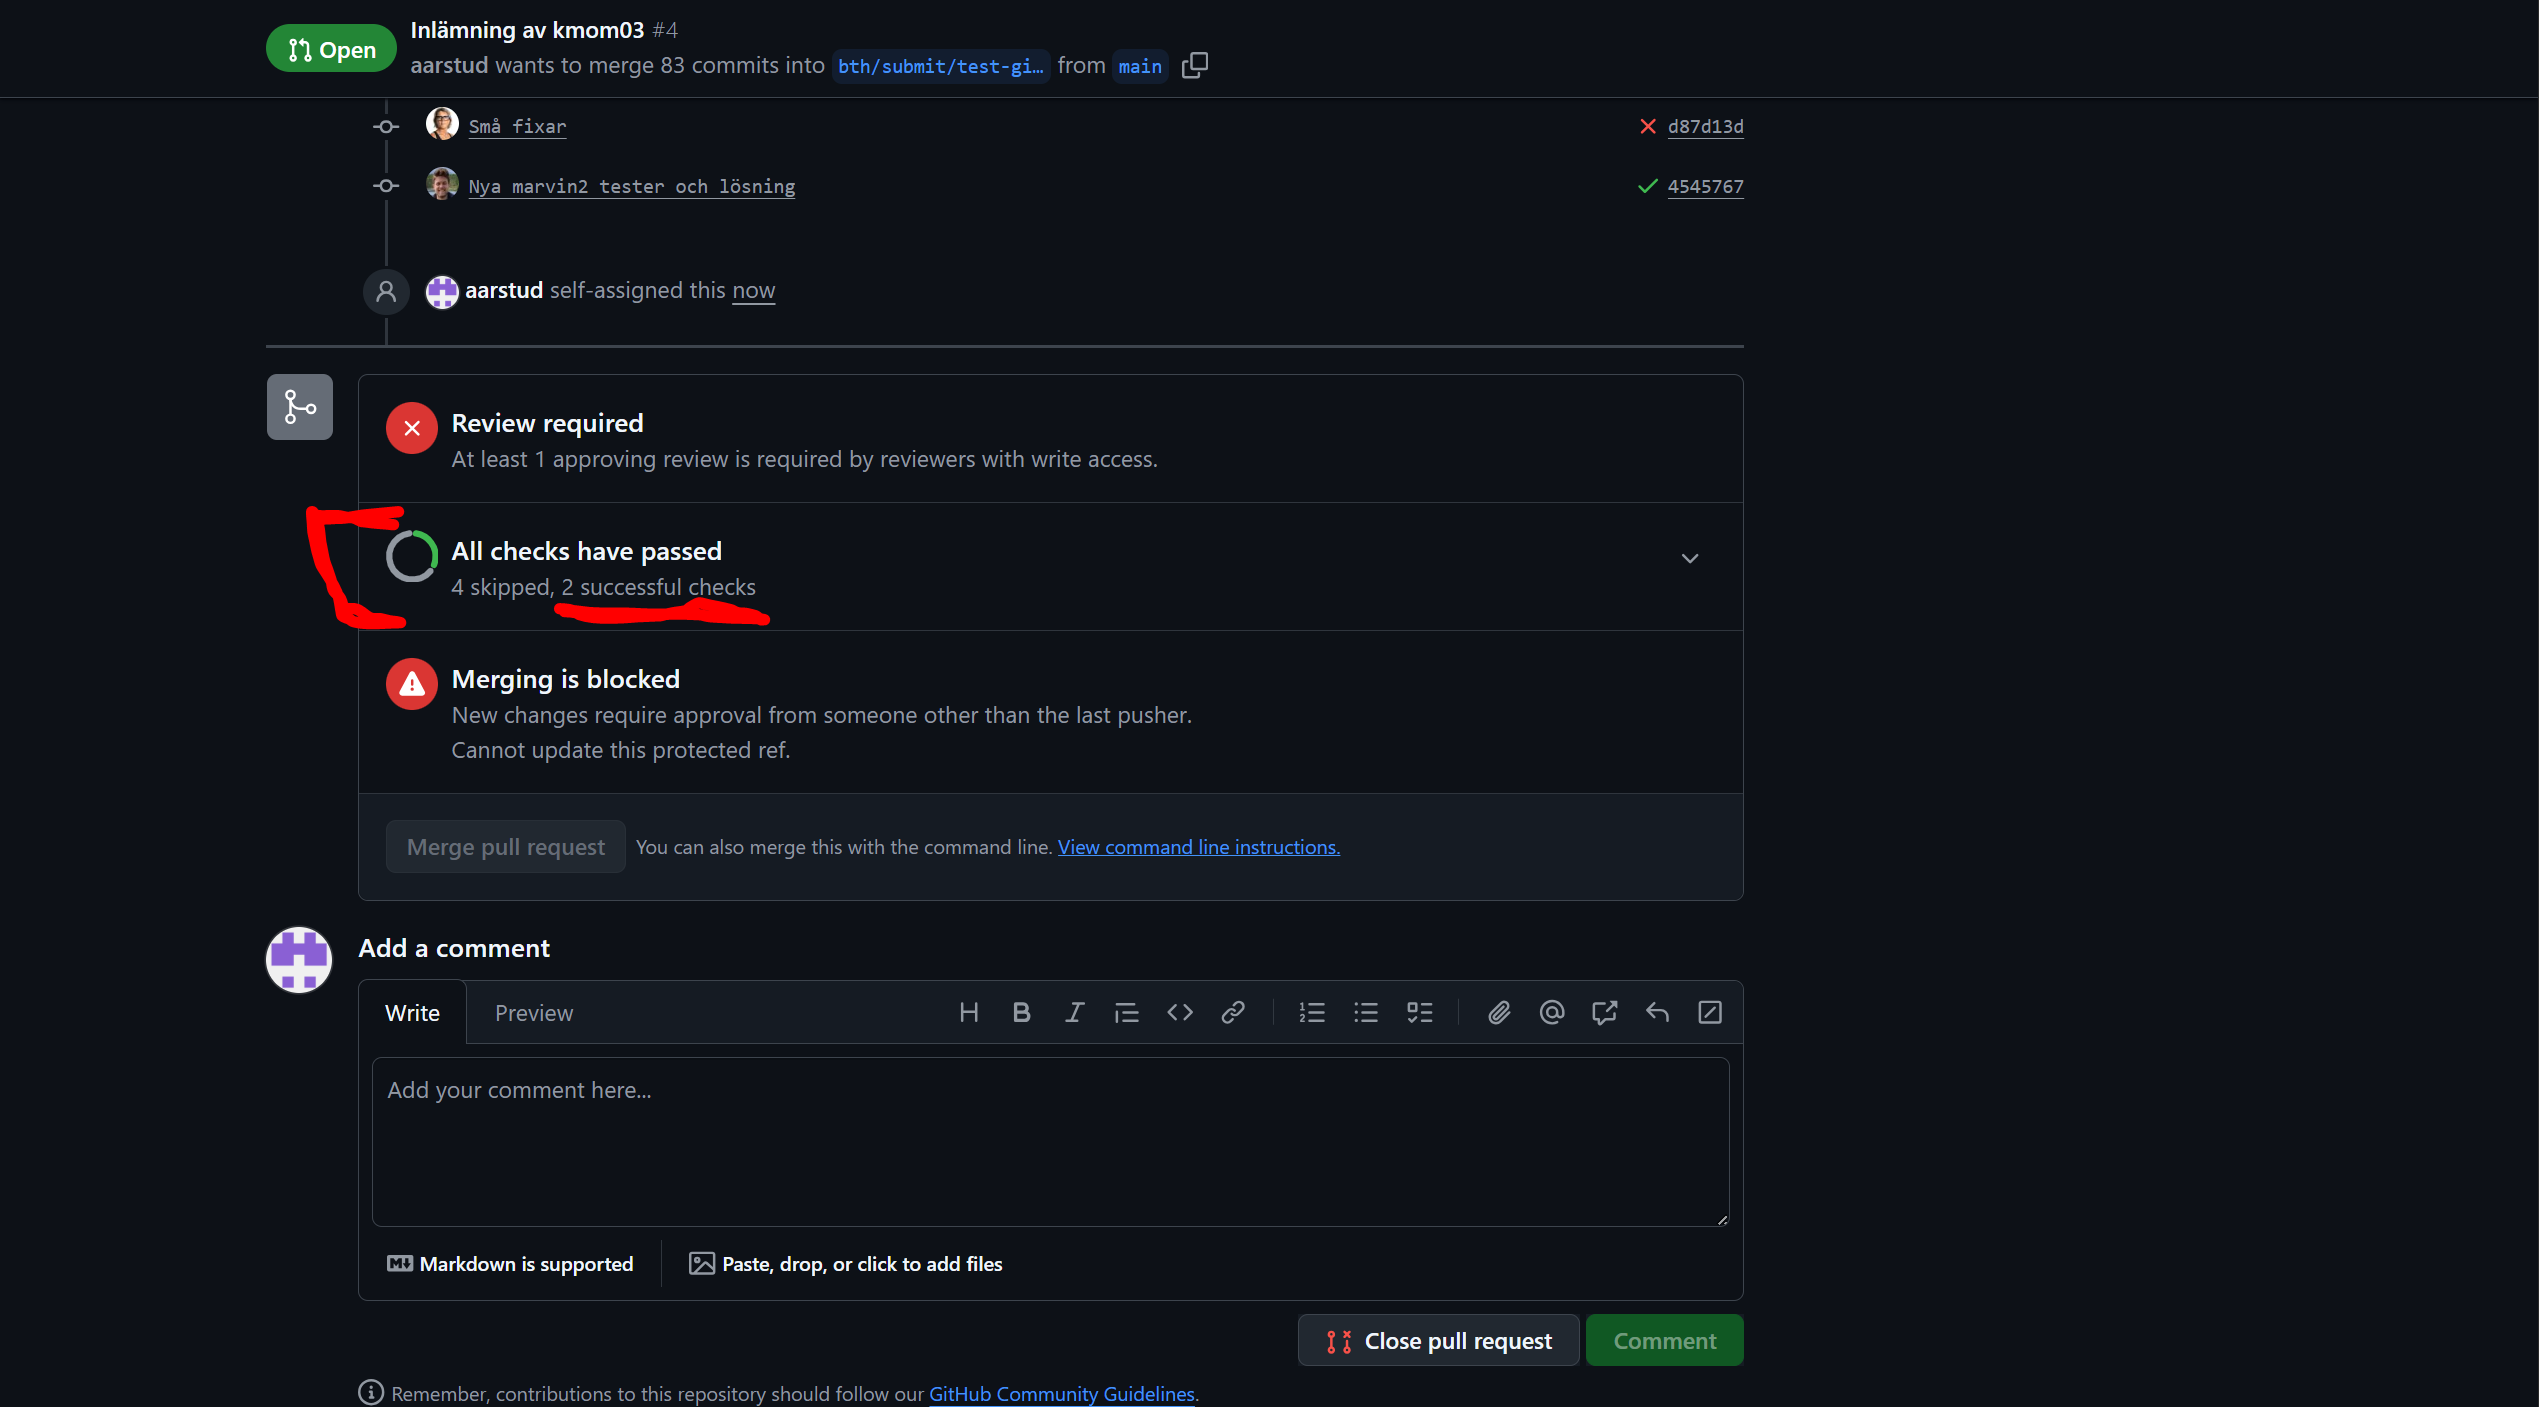 Open
Inlämning av kmom03 #4
aarstud wants to merge 83 commits into bth/submit/test-gi… from main
Små fixar d87d13d
Nya marvin2 tester och lösning 4545767
aarstud self-assigned this now
Review required
At least 1 approving review is required by reviewers with write access.
All checks have passed
4 skipped, 2 successful checks
Merging is blocked
New changes require approval from someone other than the last pusher.
Cannot update this protected ref.
Merge pull request You can also merge this with the command line. View command line instructions.
Add a comment
Write Preview
Add your comment here...
Markdown is supported Paste, drop, or click to add files
Close pull request Comment
Remember, contributions to this repository should follow our GitHub Community Guidelines.